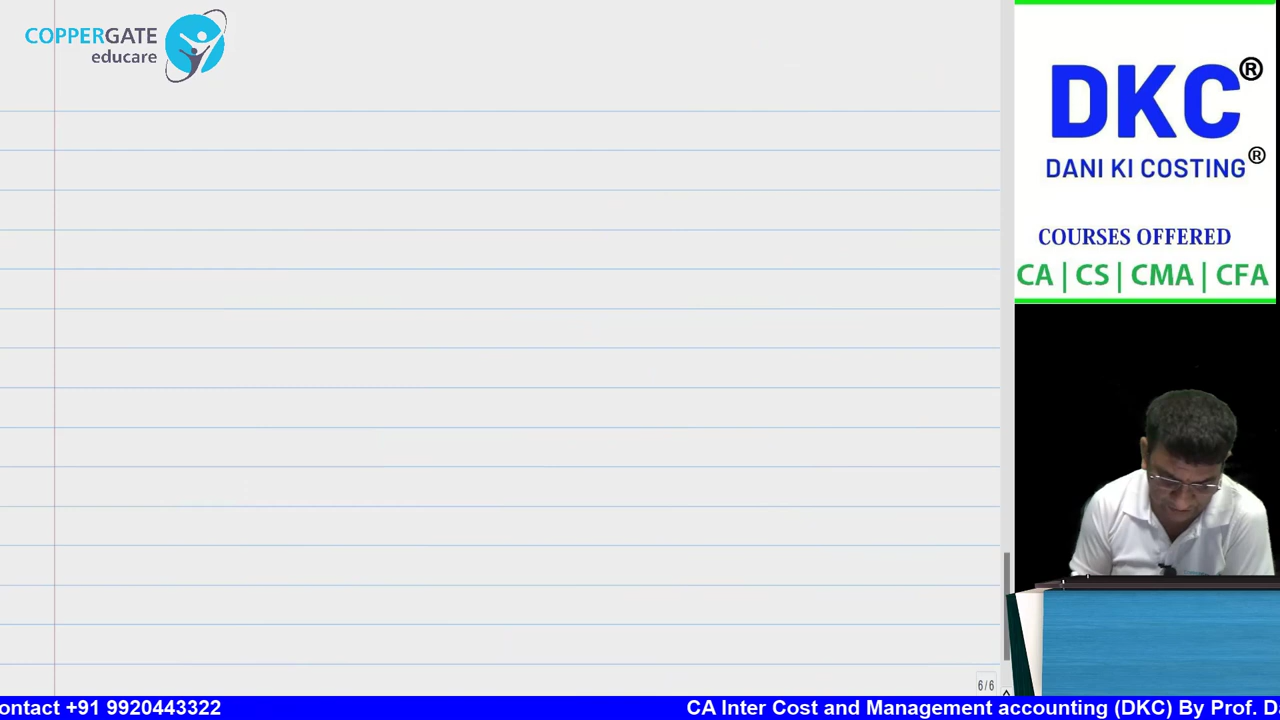 COPPERGATE
educare
DKC®
DANI KI COSTING®
COURSES OFFERED
CA | CS | CMA | CFA
6/6
ontact +91 9920443322
CA Inter Cost and Management accounting (DKC) By Prof. D